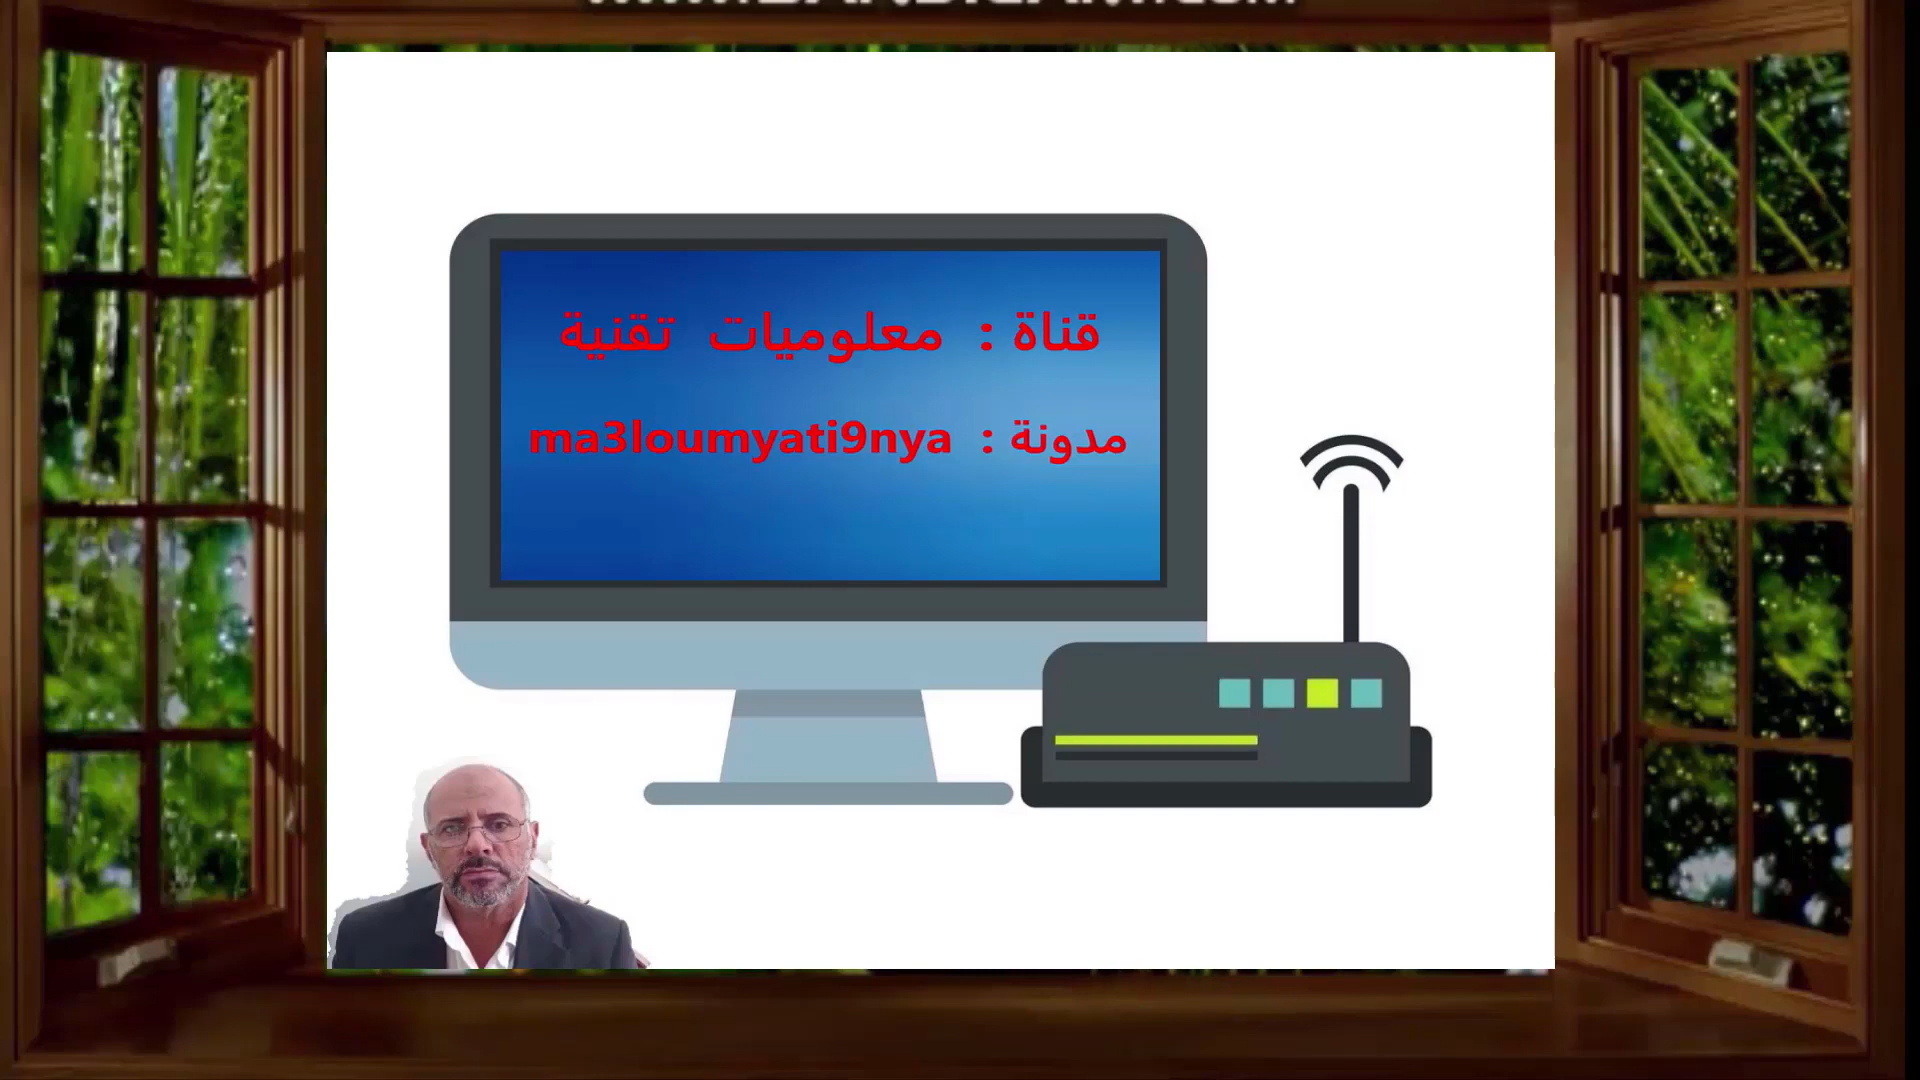 قناة : معلوميات تقنية
مدونة : ma3loumyati9nya